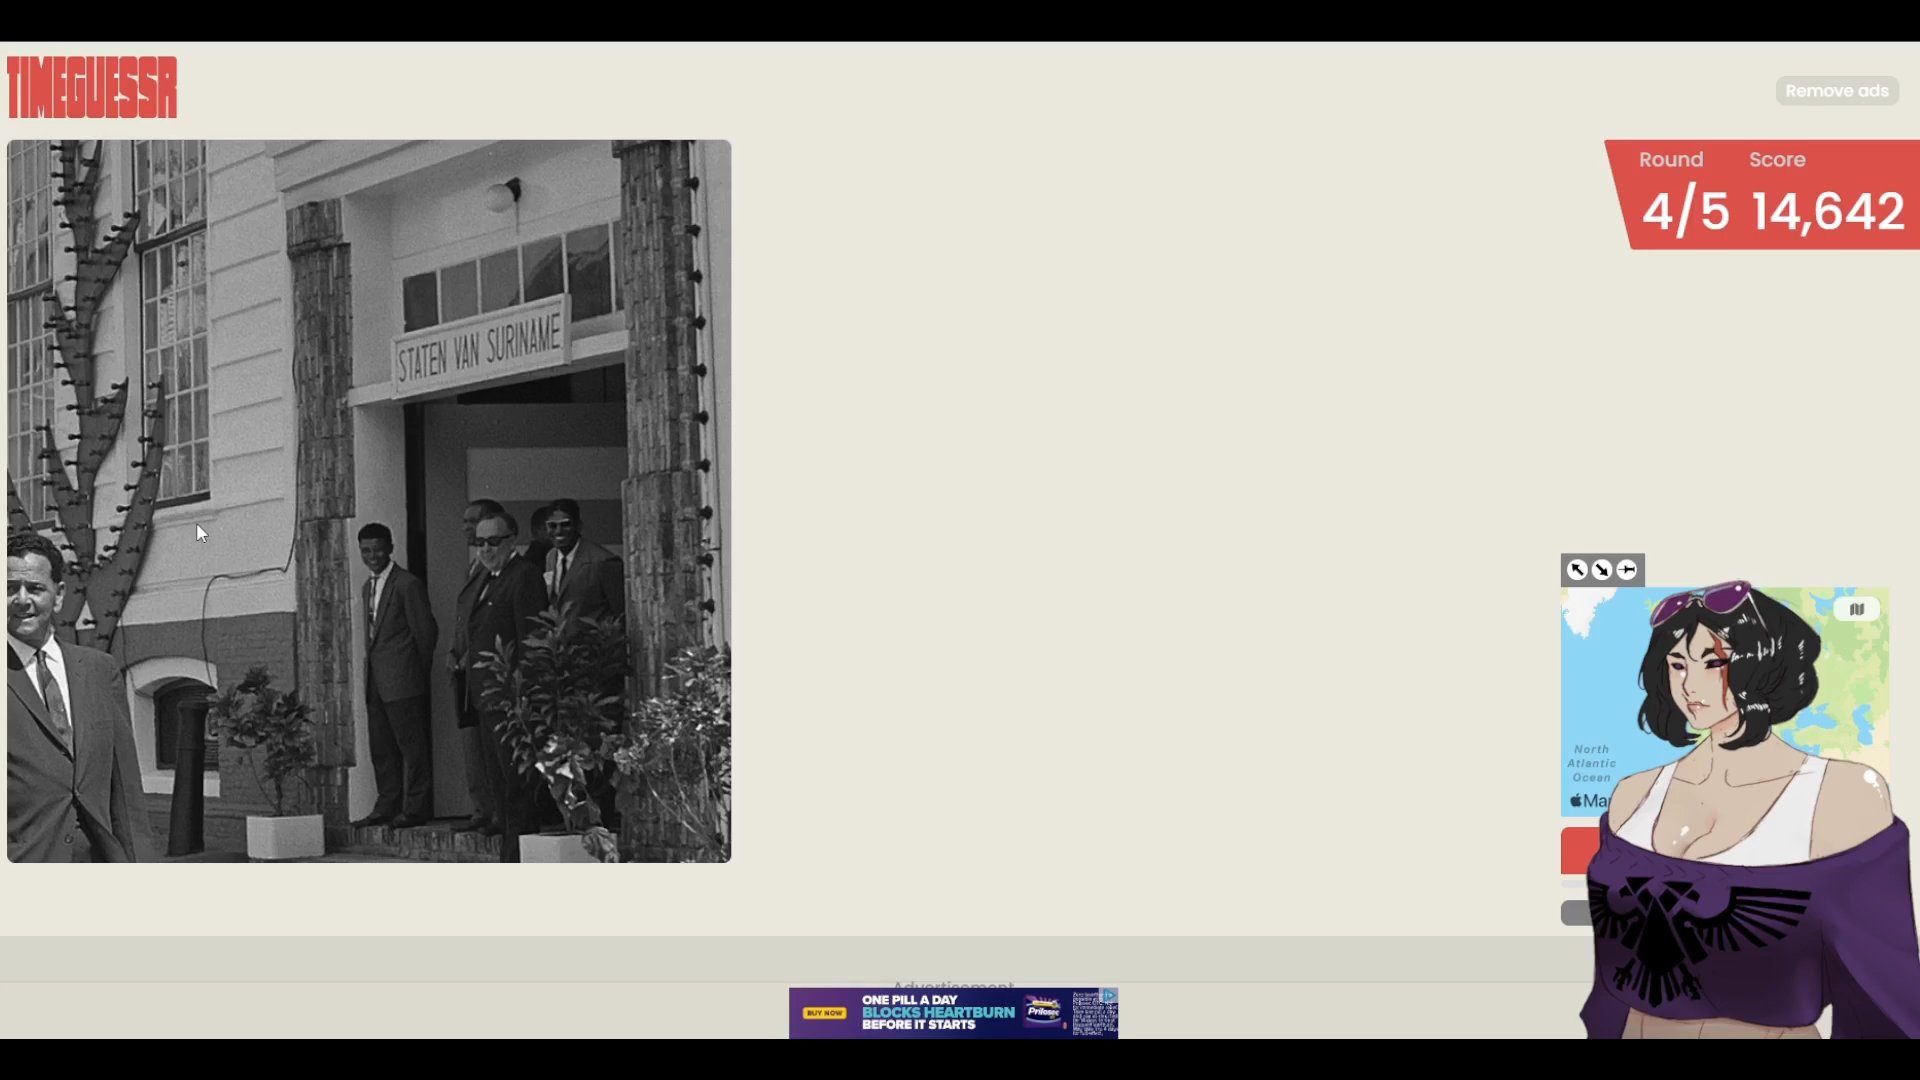 TIMEGUESSR
Remove ads
Round Score
4/5 14,642
STATEN VAN SURINAME
North
Atlantic
Ocean
Advertisement
BUY NOW
ONE PILL A DAY
BLOCKS HEARTBURN
BEFORE IT STARTS
Prilosec